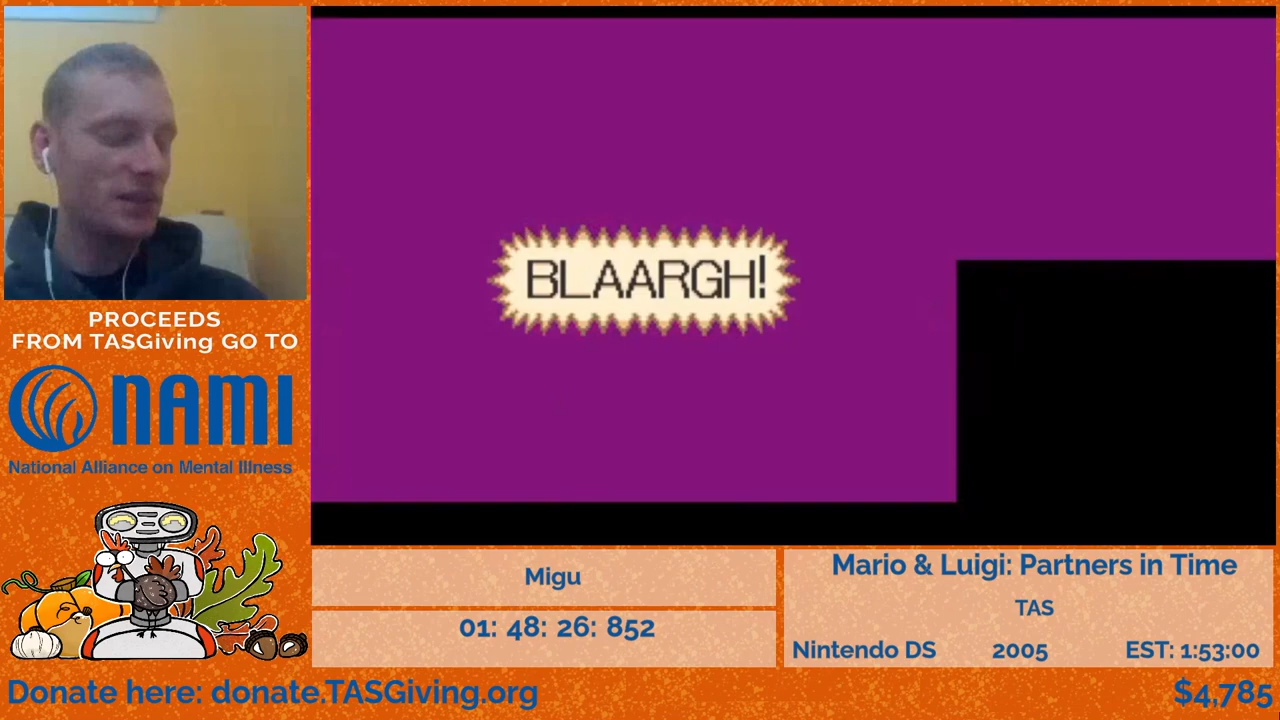 BLAARGH!
PROCEEDS
FROM TASGiving GO TO
NAMI
National Alliance on Mental Illness
Migu
01: 48: 26: 852
Mario & Luigi: Partners in Time
TAS
Nintendo DS 2005 EST: 1:53:00
Donate here: donate.TASGiving.org
$4,785